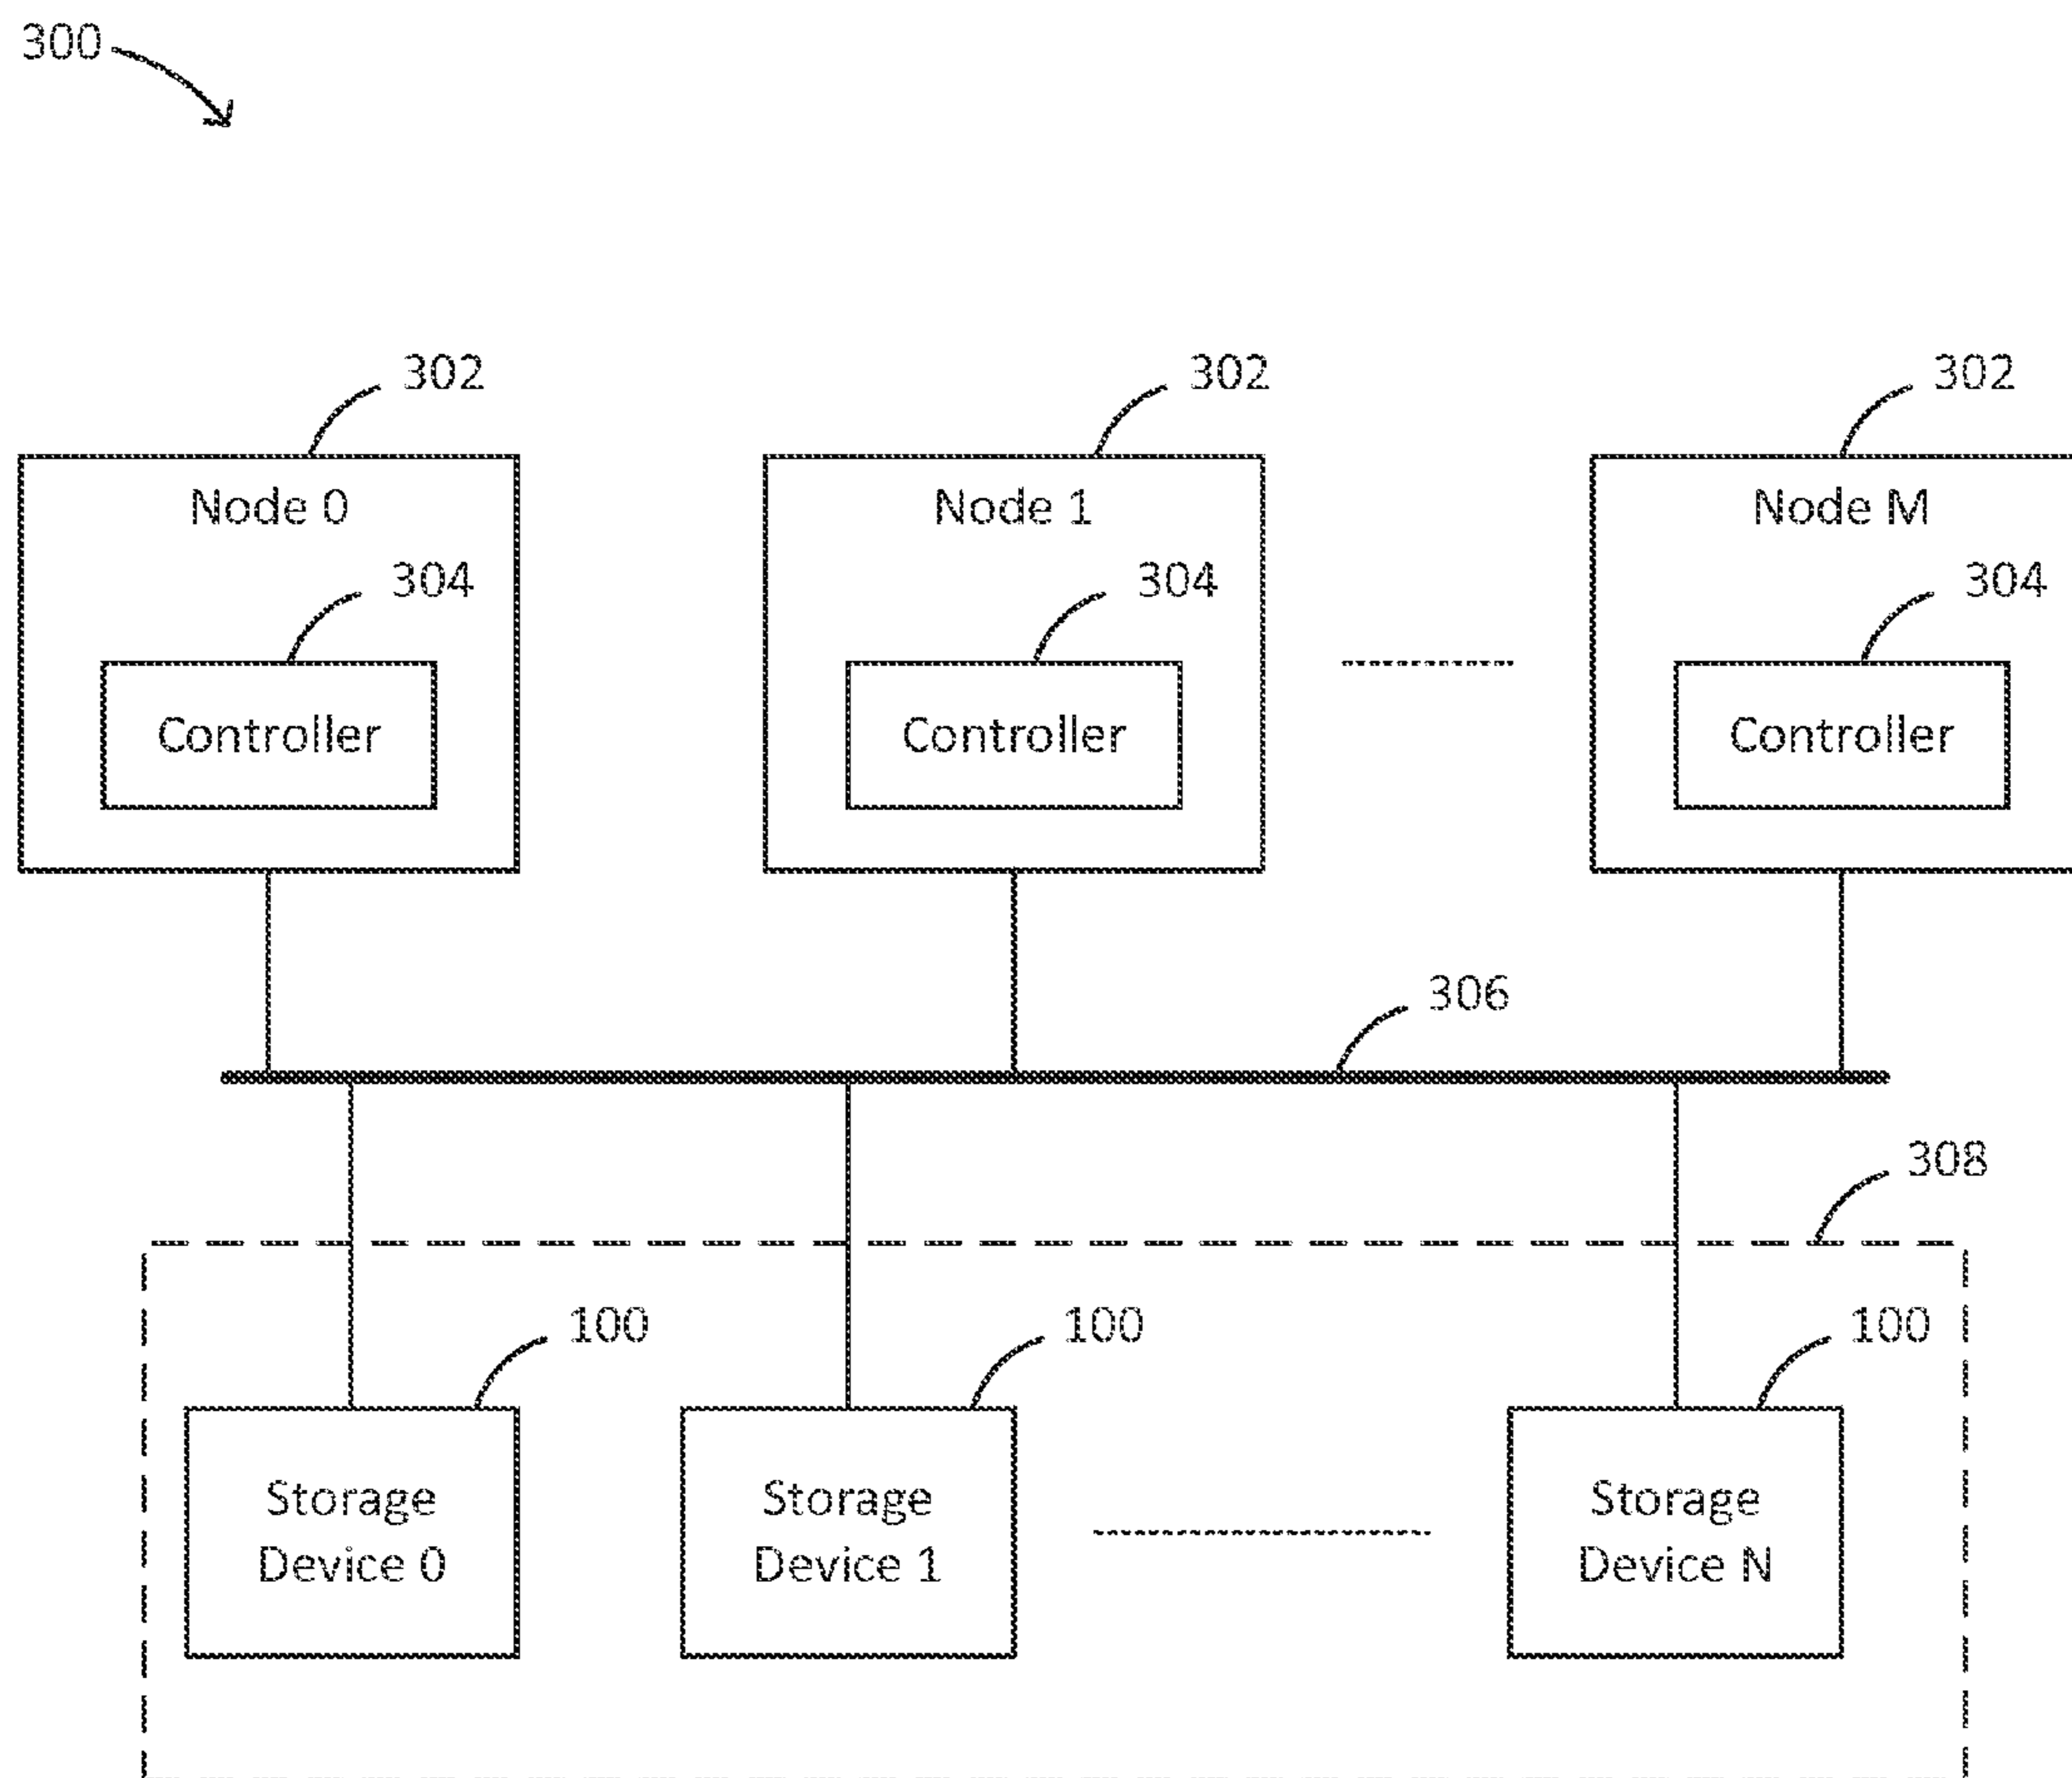 300
302
302
302
Node 0
Node 1
Node M
304
304
304
Controller
Controller
Controller
306
308
100
100
100
Storage
Device 0
Storage
Device 1
Storage
Device N